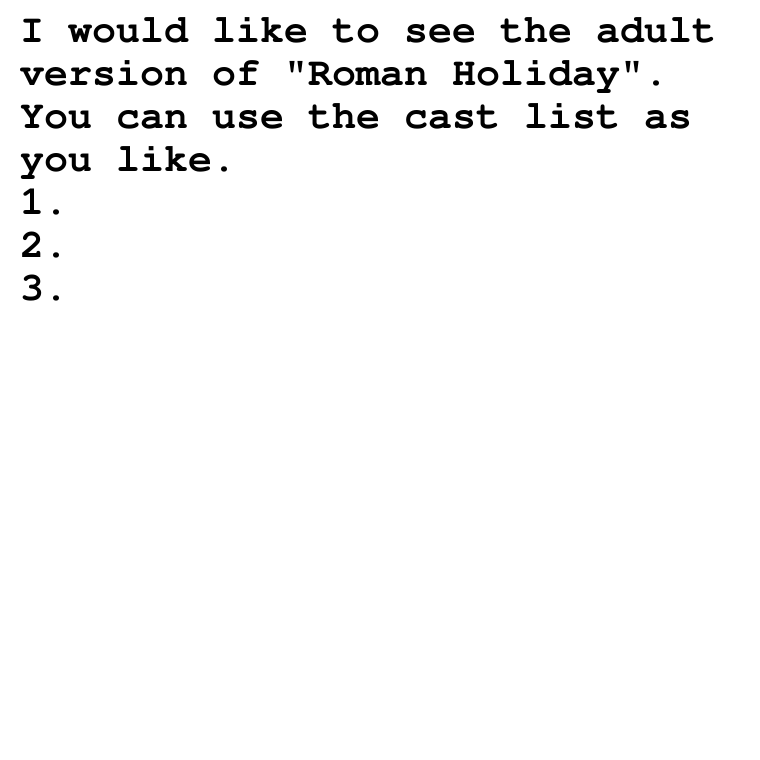 I would like to see the adult
version of "Roman Holiday".
You can use the cast list as
you like.
1.
2.
3.